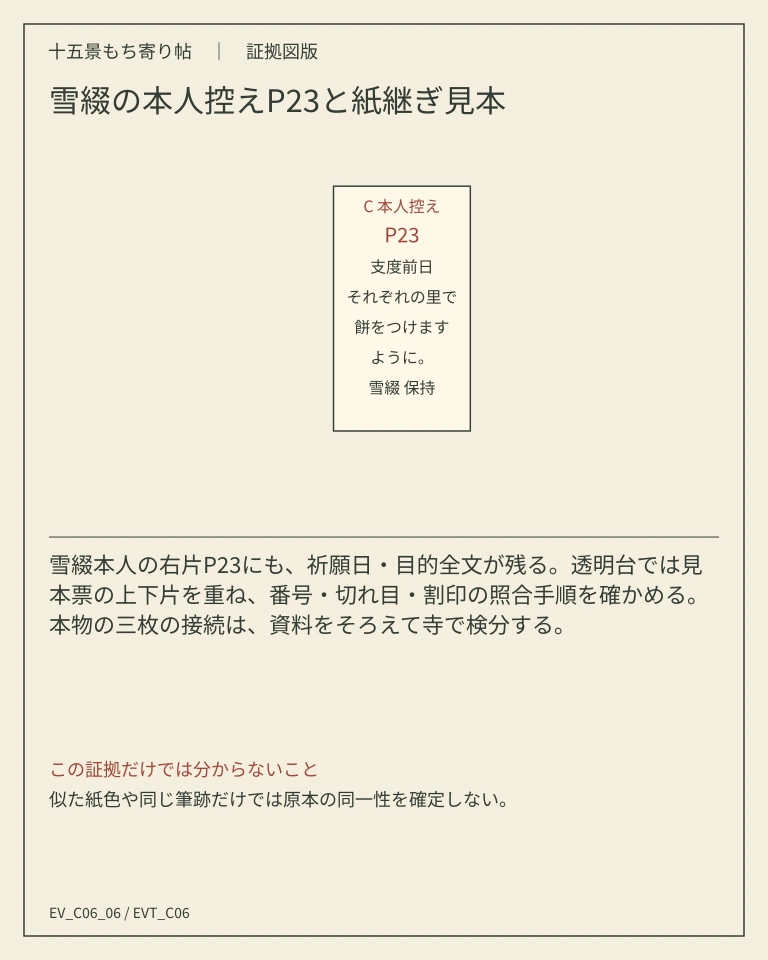 十五景もち寄り帖 ｜ 証拠図版
雪綴の本人控えP23と紙継ぎ見本
C 本人控え
P23
支度前日
それぞれの里で
餅をつけます
ように。
雪綴 保持
雪綴本人の右片P23にも、祈願日・目的全文が残る。透明台では見
本票の上下片を重ね、番号・切れ目・割印の照合手順を確かめる。
本物の三枚の接続は、資料をそろえて寺で検分する。
この証拠だけでは分からないこと
似た紙色や同じ筆跡だけでは原本の同一性を確定しない。
EV_C06_06 / EVT_C06